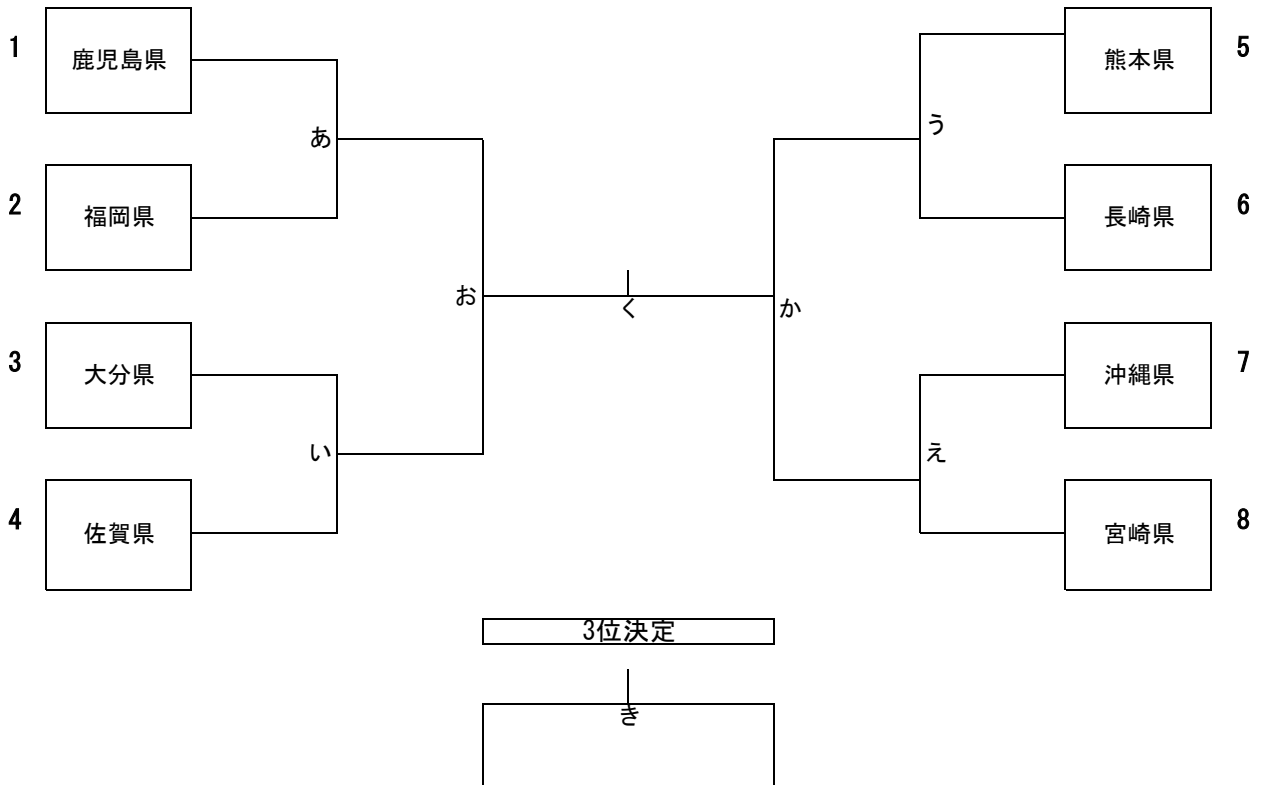 1
鹿児島県
あ
2
福岡県
お
3
大分県
い
4
佐賀県
く
熊本県
5
う
長崎県
6
か
沖縄県
7
え
宮崎県
8
3位決定
き